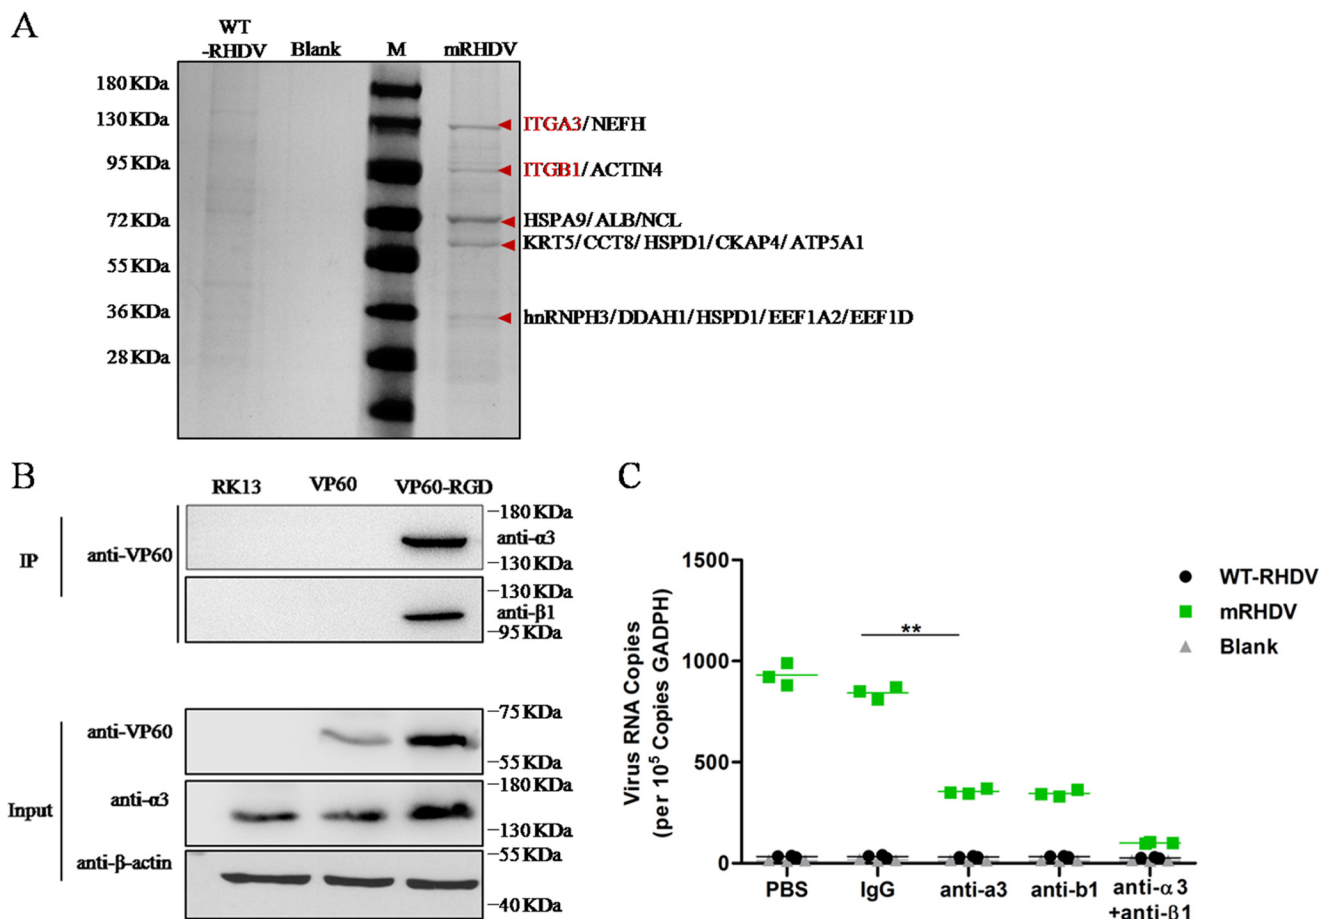 A
WT
-RHDV Blank M mRHDV
180 KDa
130 KDa
95 KDa
72 KDa
55 KDa
36 KDa
28 KDa
ITGA3/NEFH
ITGB1/ACTIN4
HSPA9/ALB/NCL
KRT5/CCT8/HSPD1/CKAP4/ATP5A1
hnRNPH3/DDAH1/HSPD1/EEF1A2/EEF1D
B
RK13 VP60 VP60-RGD
IP
anti-VP60
180 KDa
anti-α3
130 KDa
130 KDa
anti-β1
95 KDa
Input
anti-VP60
75 KDa
55 KDa
anti-α3
180 KDa
130 KDa
anti-β-actin
55 KDa
40 KDa
C
Virus RNA Copies
(per 10⁵ Copies GADPH)
1500
1000
500
0
**
WT-RHDV
mRHDV
Blank
PBS IgG anti-a3 anti-b1 anti-α3
+anti-β1